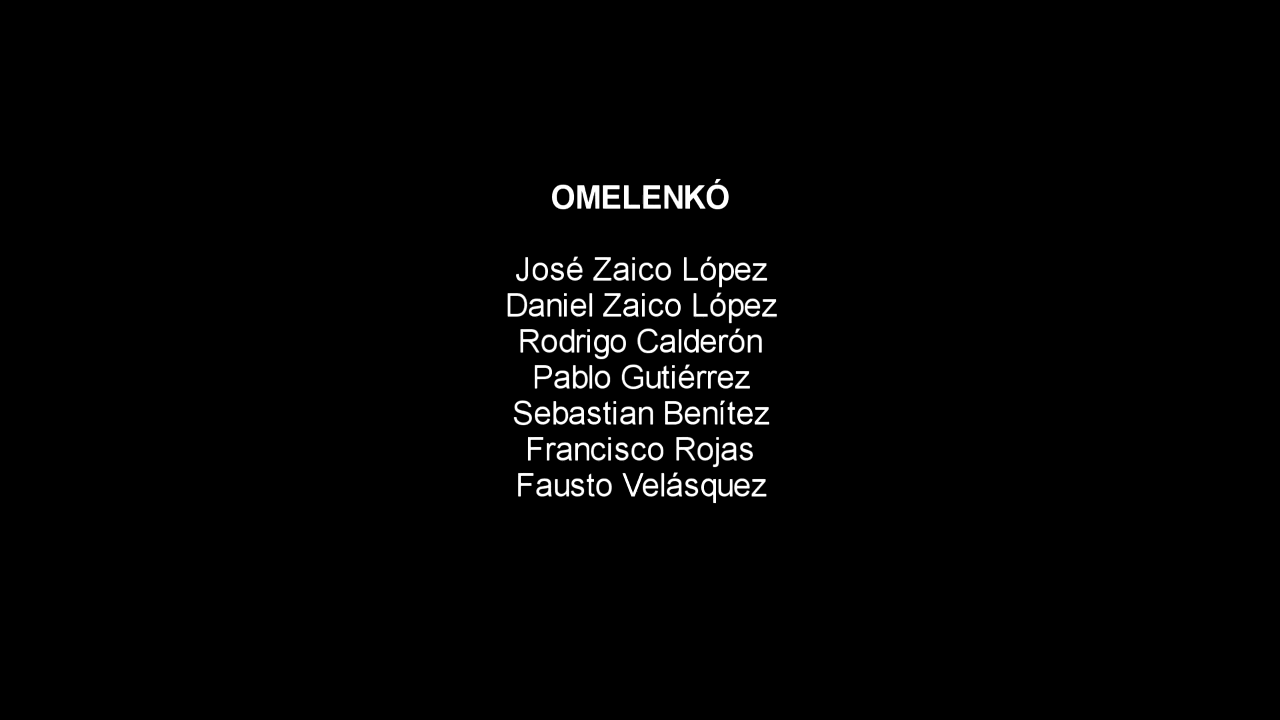 OMELENKÓ
José Zaico López
Daniel Zaico López
Rodrigo Calderón
Pablo Gutiérrez
Sebastian Benítez
Francisco Rojas
Fausto Velásquez